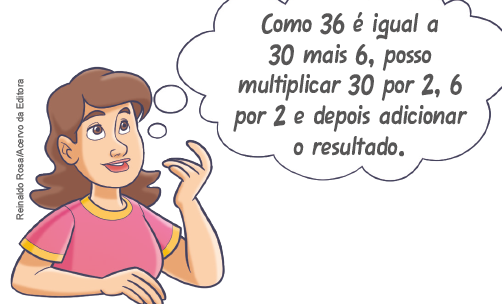 Como 36 é igual a
30 mais 6, posso
multiplicar 30 por 2, 6
por 2 e depois adicionar
o resultado.
Reinaldo Rosa/Acervo da Editora